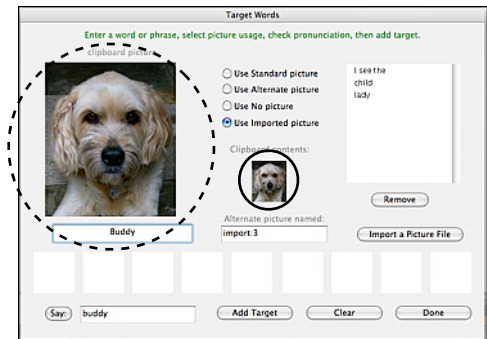 Target Words
Enter a word or phrase, select picture usage, check pronunciation, then add target.
clipboard picture
Buddy
Use Standard picture
Use Alternate picture
Use No picture
Use Imported picture
Clipboard contents:
Alternate picture named:
import:3
I see the
child
lady
Remove
Import a Picture File
Say:
buddy
Add Target
Clear
Done